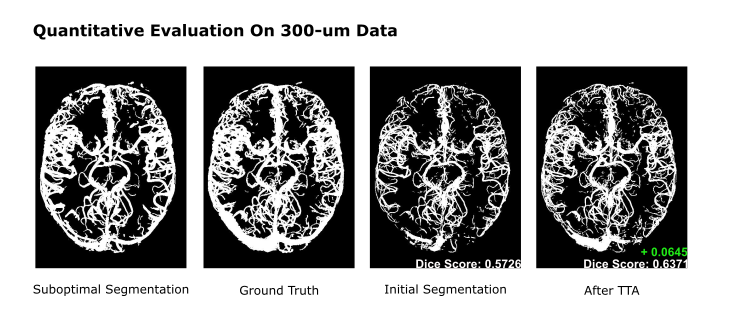 Quantitative Evaluation On 300-um Data
+ 0.0645
Dice Score: 0.5726
Dice Score: 0.6371
Suboptimal Segmentation
Ground Truth
Initial Segmentation
After TTA